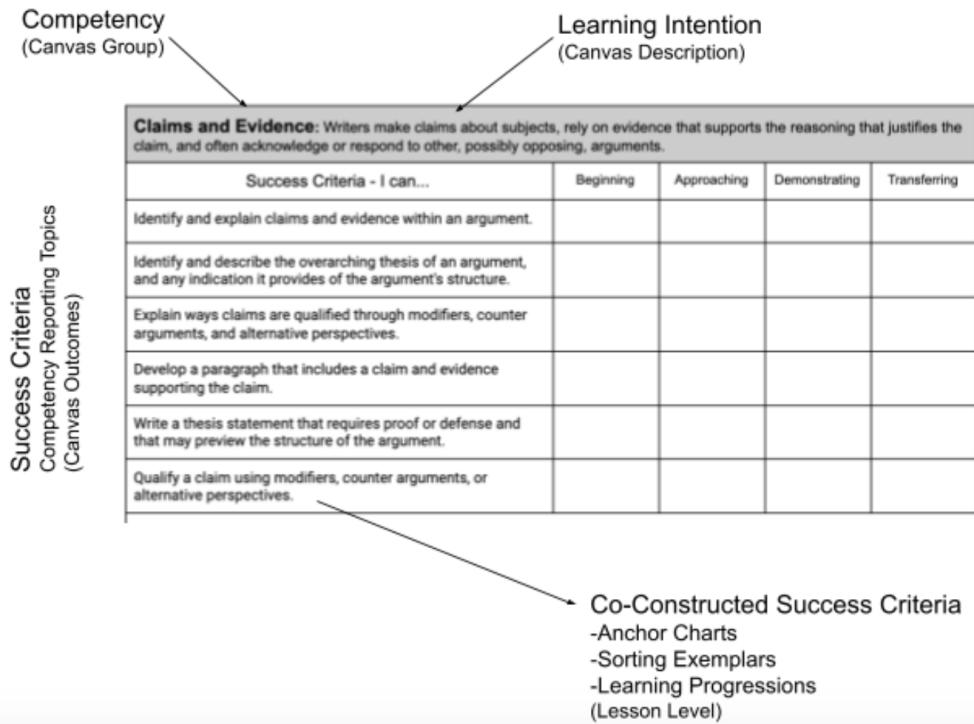 Competency
(Canvas Group)
Learning Intention
(Canvas Description)
Claims and Evidence: Writers make claims about subjects, rely on evidence that supports the reasoning that justifies the
claim, and often acknowledge or respond to other, possibly opposing, arguments.
Success Criteria - I can...
Beginning
Approaching
Demonstrating
Transferring
Identify and explain claims and evidence within an argument.
Identify and describe the overarching thesis of an argument,
and any indication it provides of the argument's structure.
Explain ways claims are qualified through modifiers, counter
arguments, and alternative perspectives.
Develop a paragraph that includes a claim and evidence
supporting the claim.
Write a thesis statement that requires proof or defense and
that may preview the structure of the argument.
Qualify a claim using modifiers, counter arguments, or
alternative perspectives.
Success Criteria
Competency Reporting Topics
(Canvas Outcomes)
Co-Constructed Success Criteria
-Anchor Charts
-Sorting Exemplars
-Learning Progressions
(Lesson Level)